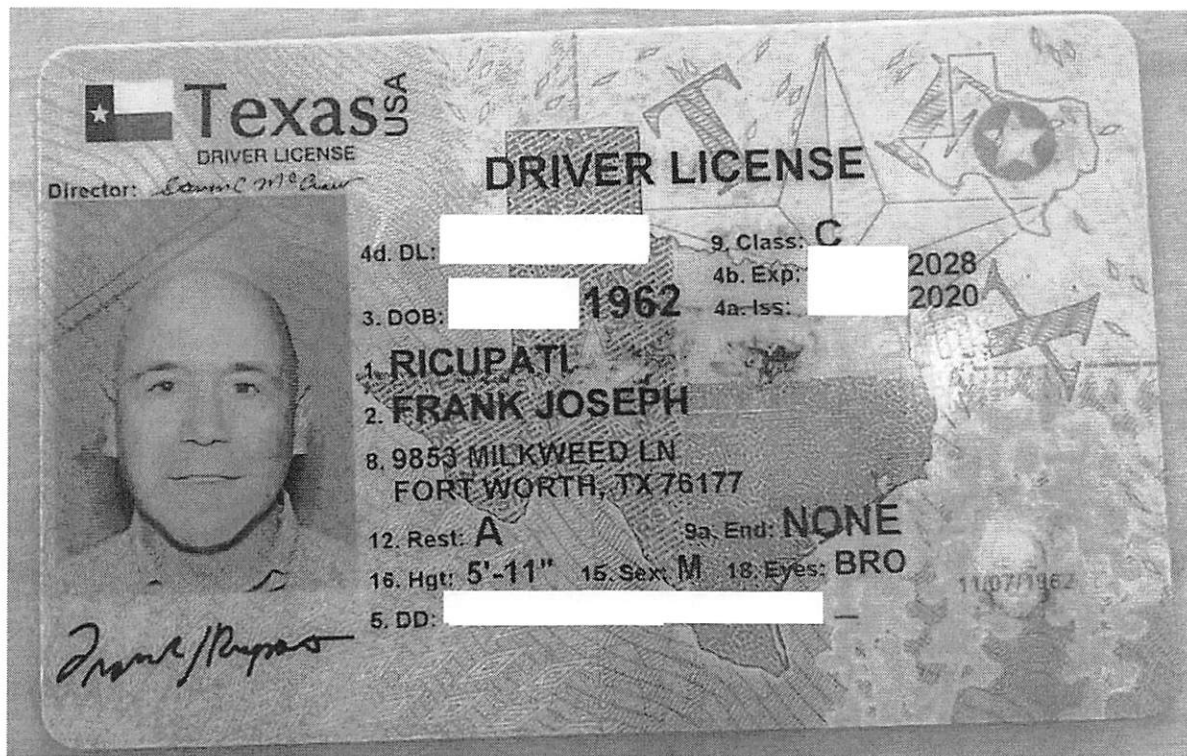 Texas USA
DRIVER LICENSE
Director:
DRIVER LICENSE
4d. DL:
9. Class: C
4b. Exp: 2028
3. DOB: 1962
4a. Iss: 2020
1. RICUPATI
2. FRANK JOSEPH
8. 9853 MILKWEED LN
FORT WORTH, TX 76177
12. Rest: A 9a. End: NONE
16. Hgt: 5'-11" 15. Sex: M 18. Eyes: BRO
11/07/1962
5. DD: